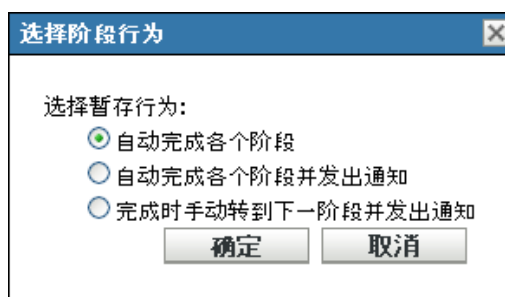 选择阶段行为
选择暂存行为:
自动完成各个阶段
自动完成各个阶段并发出通知
完成时手动转到下一阶段并发出通知
确定 取消